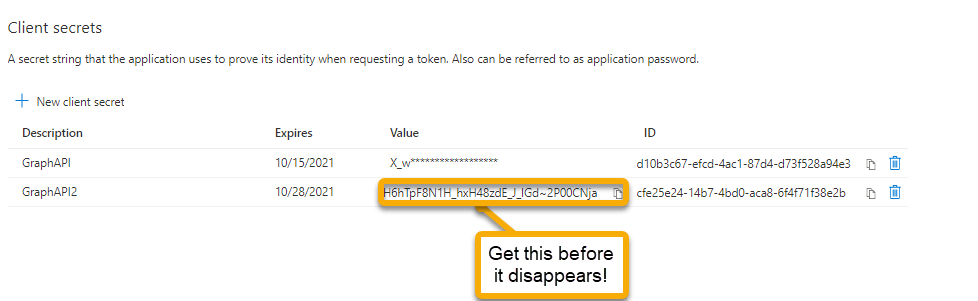 Client secrets
A secret string that the application uses to prove its identity when requesting a token. Also can be referred to as application password.
New client secret
Description Expires Value ID
GraphAPI 10/15/2021 X_w****************** d10b3c67-efcd-4ac1-87d4-d73f528a94e3
GraphAPI2 10/28/2021 H6hTpF8N1H_hxH48zdE_J_lGd~2P00CNja cfe25e24-14b7-4bd0-aca8-6f4f71f38e2b
Get this before
it disappears!